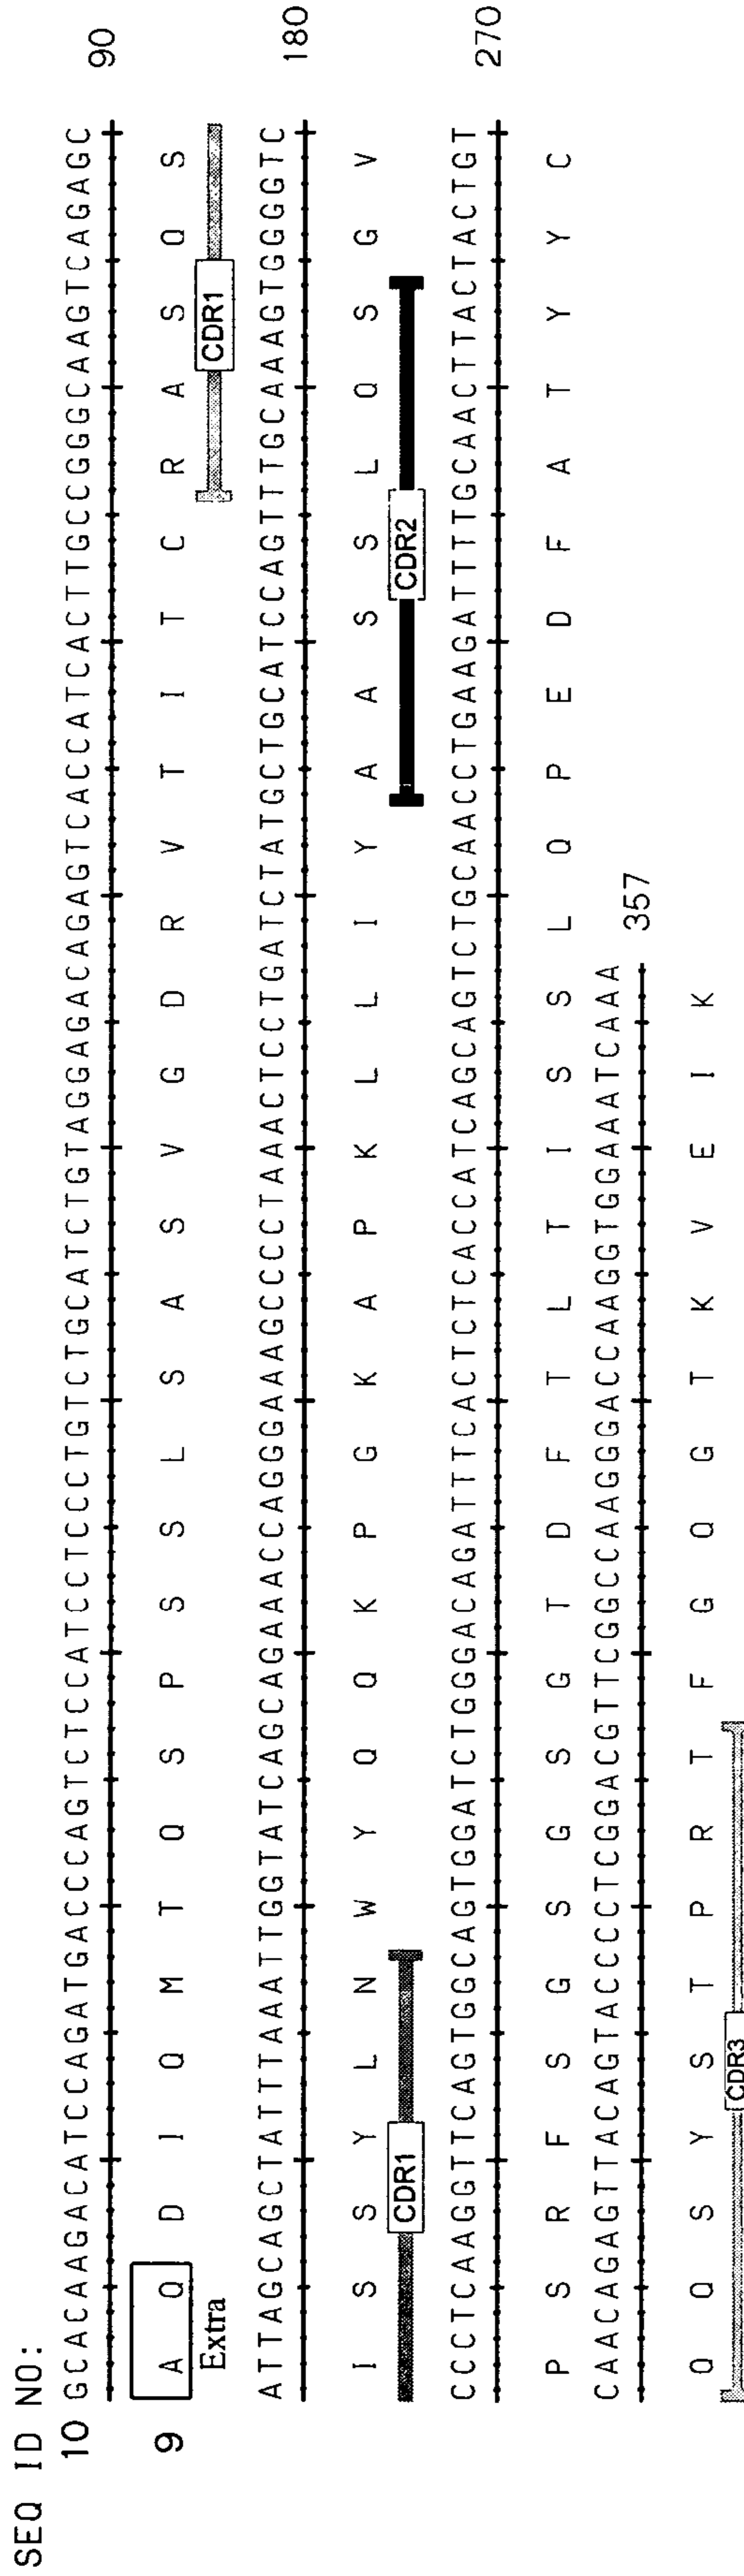 SEQ ID NO:
10 GCACAAGACATCCAGATGACCCAGTCTCCATCCTCCCTGTCTGCATCTGTAGGAGACAGAGTCACCATCACTTGCCGGGCAAGTCAGAGC 90
9 A Q D I Q M T Q S P S S L S A S V G D R V T I T C R A S Q S
Extra CDR1
ATTAGCAGCTATTTAAATTGGTATCAGCAGAAACCAGGGAAAGCCCCTAAACTCCTGATCTATGCTGCATCCAGTTTGCAAAGTGGGGTC 180
I S S Y L N W Y Q Q K P G K A P K L L I Y A A S S L Q S G V
CDR1 CDR2
CCCTCAAGGTTCAGTGGCAGTGGATCTGGGACAGATTTCACTCTCACCATCAGCAGTCTGCAACCTGAAGATTTTGCAACTTACTACTGT 270
P S R F S G S G S G T D F T L T I S S L Q P E D F A T Y Y C
CAACAGAGTTACAGTACCCCTCGGACGTTCGGCCAAGGGACCAAGGTGGAAATCAAA 357
Q Q S Y S T P R T F G Q G T K V E I K
CDR3